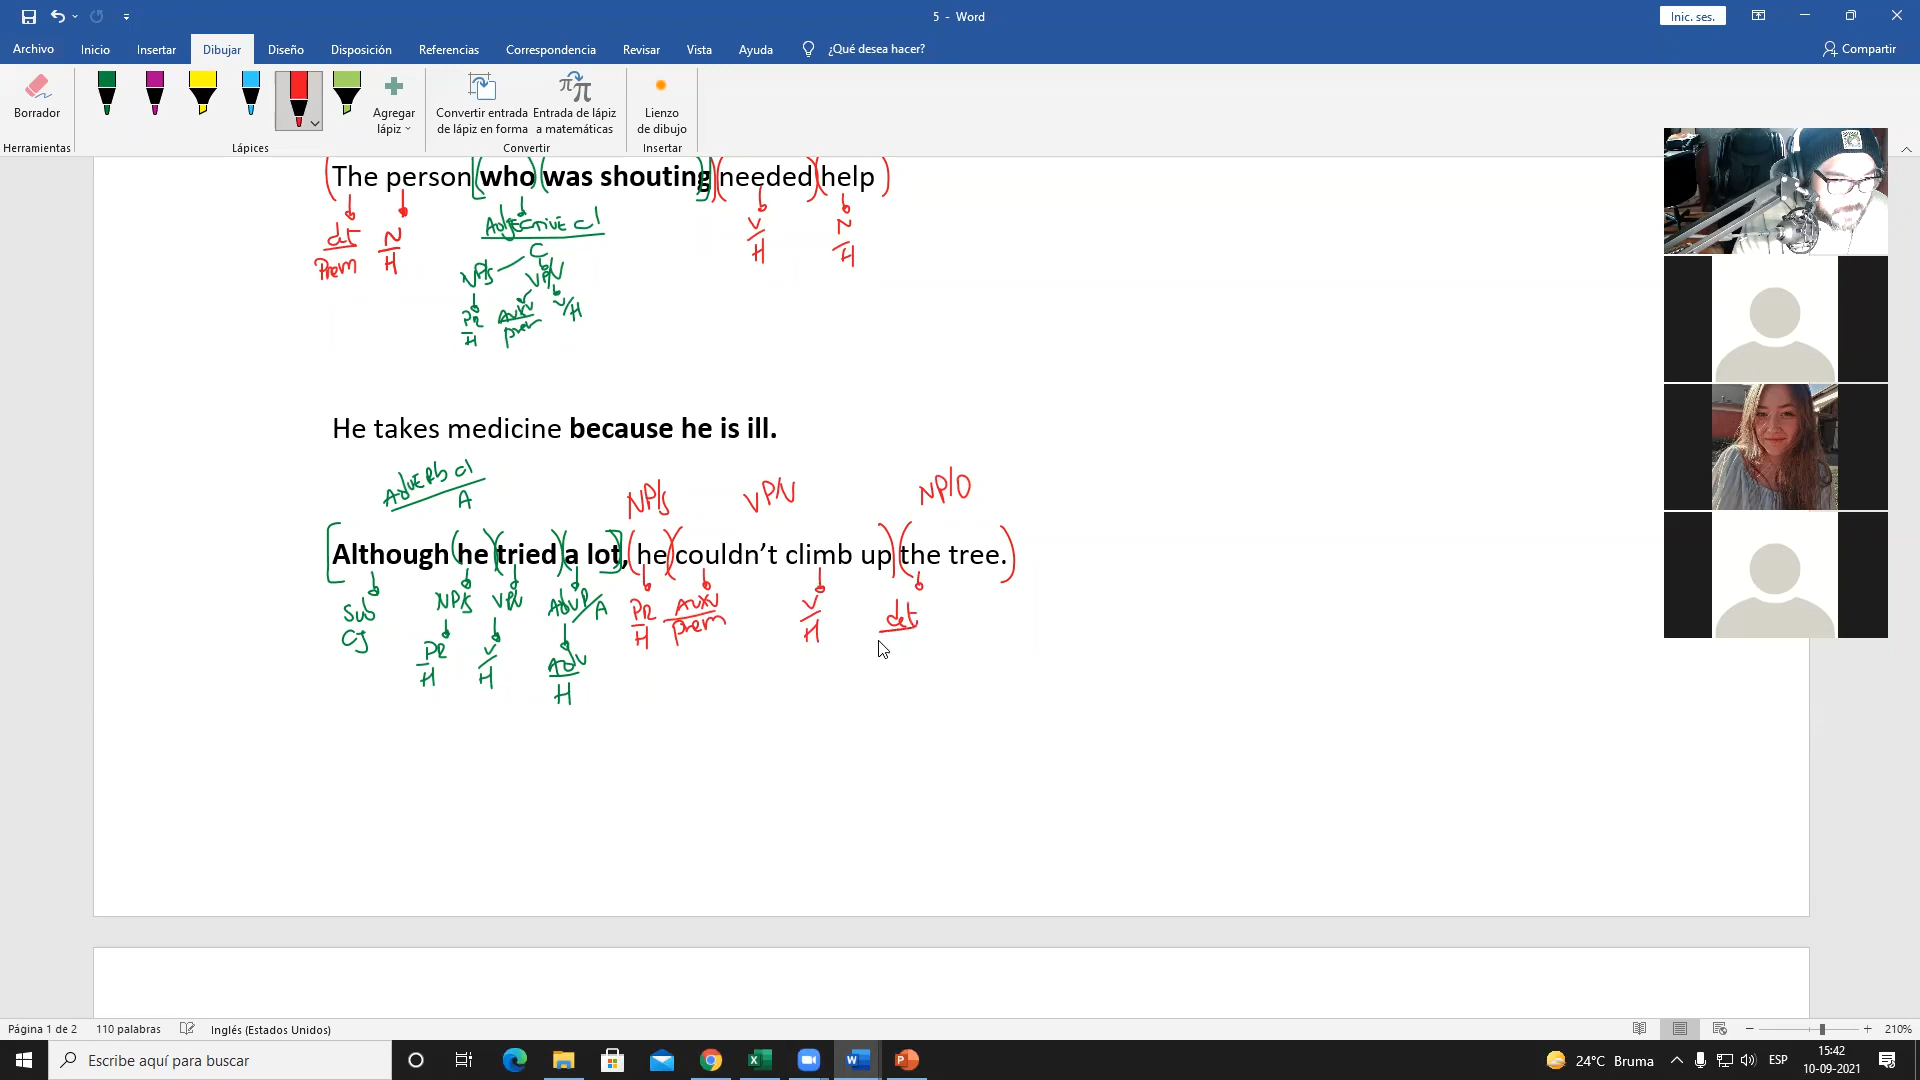 5 - Word
Inic. ses.
Archivo Inicio Insertar Dibujar Diseño Disposición Referencias Correspondencia Revisar Vista Ayuda ¿Qué desea hacer? Compartir
Borrador
Agregar lápiz
Convertir entrada de lápiz en forma
Entrada de lápiz a matemáticas
Lienzo de dibujo
Herramientas Lápices Convertir Insertar
(The person [(who) (was shouting)]) (needed) (help)
det N Adjective cl V N
Prem H C H H
NP/S VP/V
PR AuxV V/H
H prem
He takes medicine because he is ill.
Adverb cl NP/S VP/V NP/O
A
[Although (he) (tried) (a lot)], (he) (couldn't climb up) (the tree.)
Sub NP/S VP/V AdvP/A PR AuxV V det
CJ H Prem H
PR V Adv
H H H
Página 1 de 2 110 palabras Inglés (Estados Unidos) 210%
Escribe aquí para buscar
24°C Bruma ESP 15:42
10-09-2021